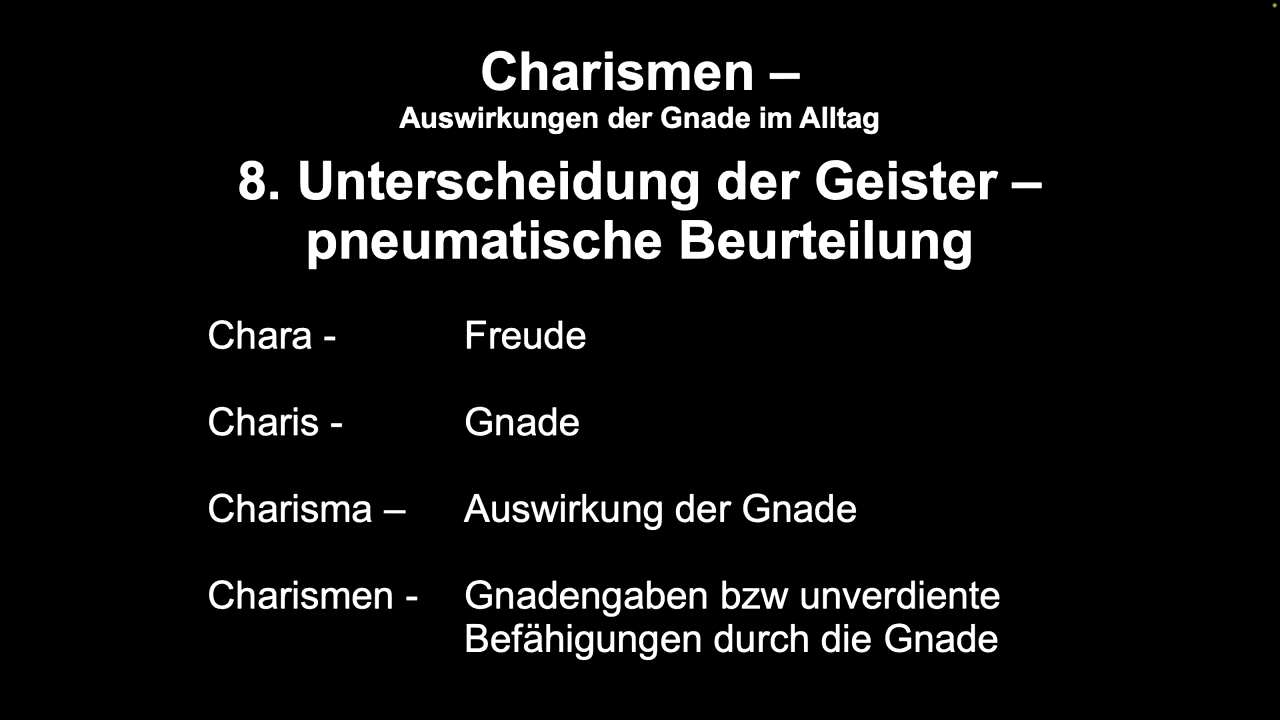 Charismen –
Auswirkungen der Gnade im Alltag
8. Unterscheidung der Geister –
pneumatische Beurteilung
Chara - Freude
Charis - Gnade
Charisma – Auswirkung der Gnade
Charismen - Gnadengaben bzw unverdiente
Befähigungen durch die Gnade